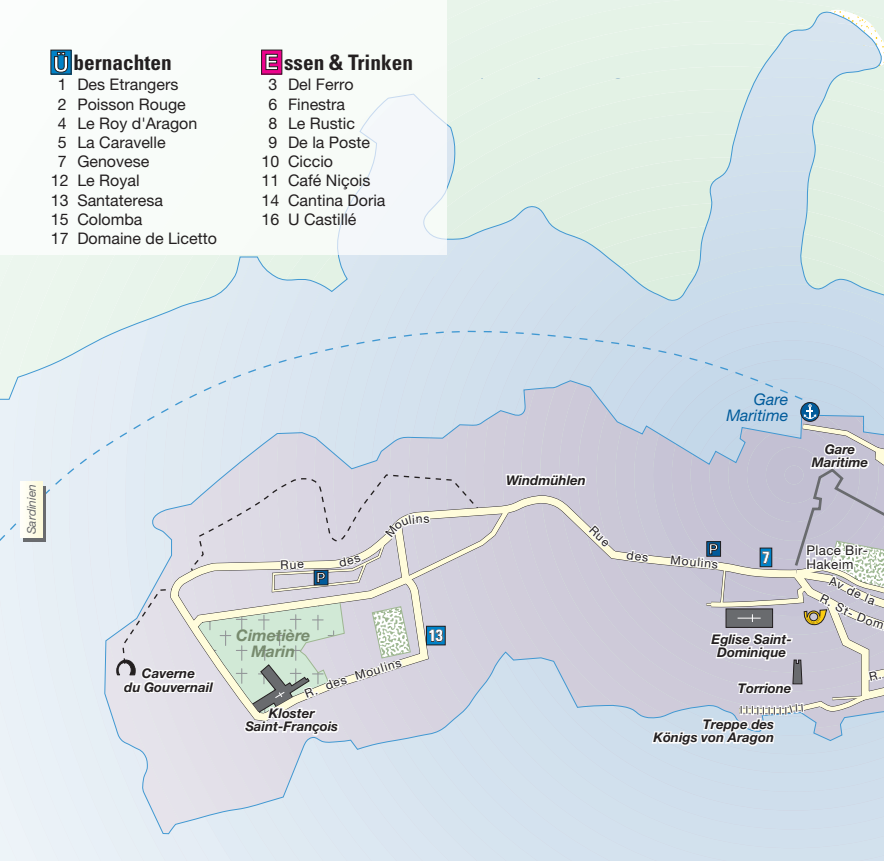 Übernachten
1 Des Etrangers
2 Poisson Rouge
4 Le Roy d'Aragon
5 La Caravelle
7 Genovese
12 Le Royal
13 Santateresa
15 Colomba
17 Domaine de Licetto
Essen & Trinken
3 Del Ferro
6 Finestra
8 Le Rustic
9 De la Poste
10 Ciccio
11 Café Niçois
14 Cantina Doria
16 U Castillé
Gare
Maritime
Gare
Maritime
Sardinien
Windmühlen
Rue des Moulins
Rue des Moulins
P
P
7
Place Bir-
Hakeim
Av. de la
R. St- Dom
Cimetière
Marin
13
Eglise Saint-
Dominique
Caverne
du Gouvernail
R. des Moulins
Kloster
Saint-François
Torrione
R.
Treppe des
Königs von Aragon